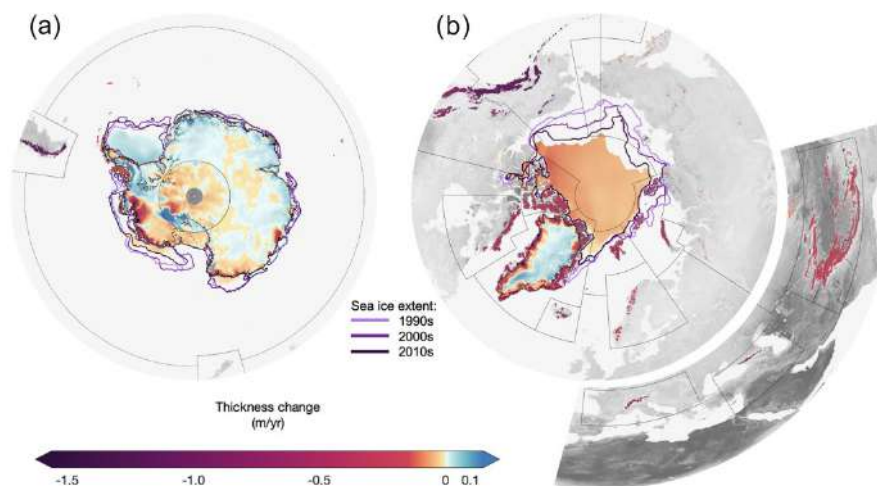 (a)
(b)
Sea ice extent:
1990s
2000s
2010s
Thickness change
(m/yr)
-1.5
-1.0
-0.5
0
0.1